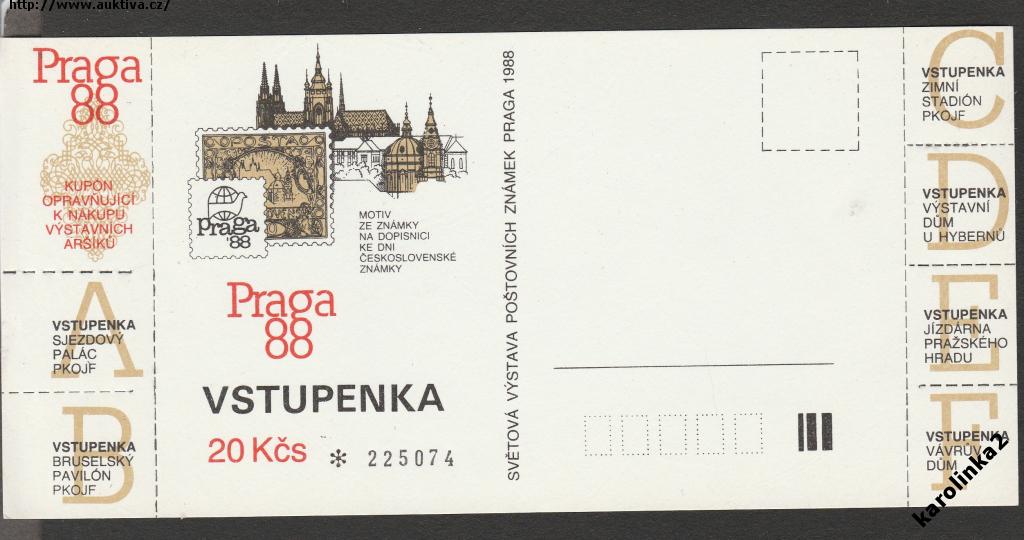 http://www.auktiva.cz/
Praga
88
KUPÓN
OPRAVŇUJÍCÍ
K NÁKUPU
VÝSTAVNÍCH
ARŠÍKŮ
A
VSTUPENKA
SJEZDOVÝ
PALÁC
PKOJF
B
VSTUPENKA
BRUSELSKÝ
PAVILÓN
PKOJF
praga
'88
MOTIV
ZE ZNÁMKY
NA DOPISNICI
KE DNI
ČESKOSLOVENSKÉ
ZNÁMKY
Praga
88
VSTUPENKA
20 Kčs * 225074
SVĚTOVÁ VÝSTAVA POŠTOVNÍCH ZNÁMEK PRAGA 1988
C
VSTUPENKA
ZIMNÍ
STADIÓN
PKOJF
D
VSTUPENKA
VÝSTAVNÍ
DŮM
U HYBERNŮ
E
VSTUPENKA
JÍZDÁRNA
PRAŽSKÉHO
HRADU
F
VSTUPENKA
VÁVRŮV
DŮM
karolinka2